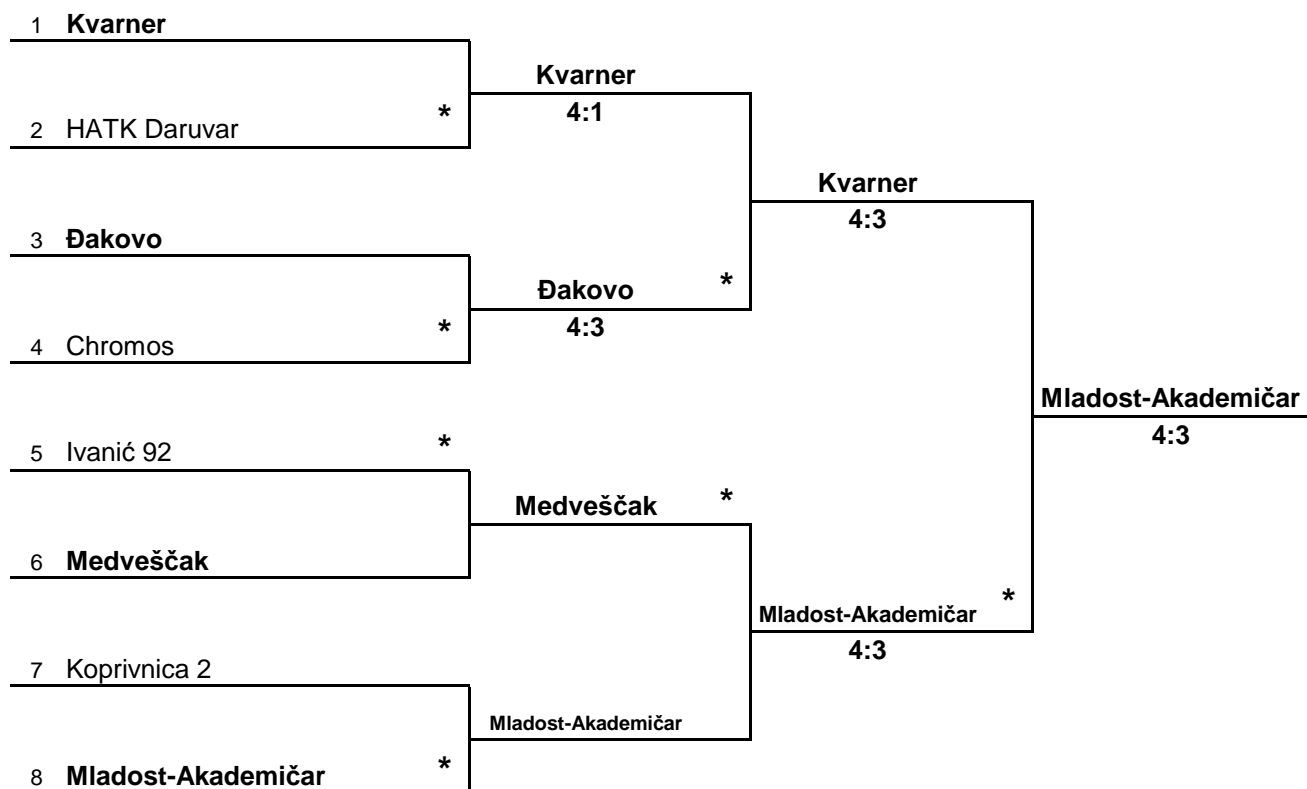 1 Kvarner
Kvarner
* 4:1
2 HATK Daruvar
Kvarner
4:3
3 Đakovo
Đakovo *
* 4:3
4 Chromos
Mladost-Akademičar
4:3
5 Ivanić 92 *
Medveščak *
6 Medveščak
Mladost-Akademičar *
4:3
7 Koprivnica 2
Mladost-Akademičar
8 Mladost-Akademičar *